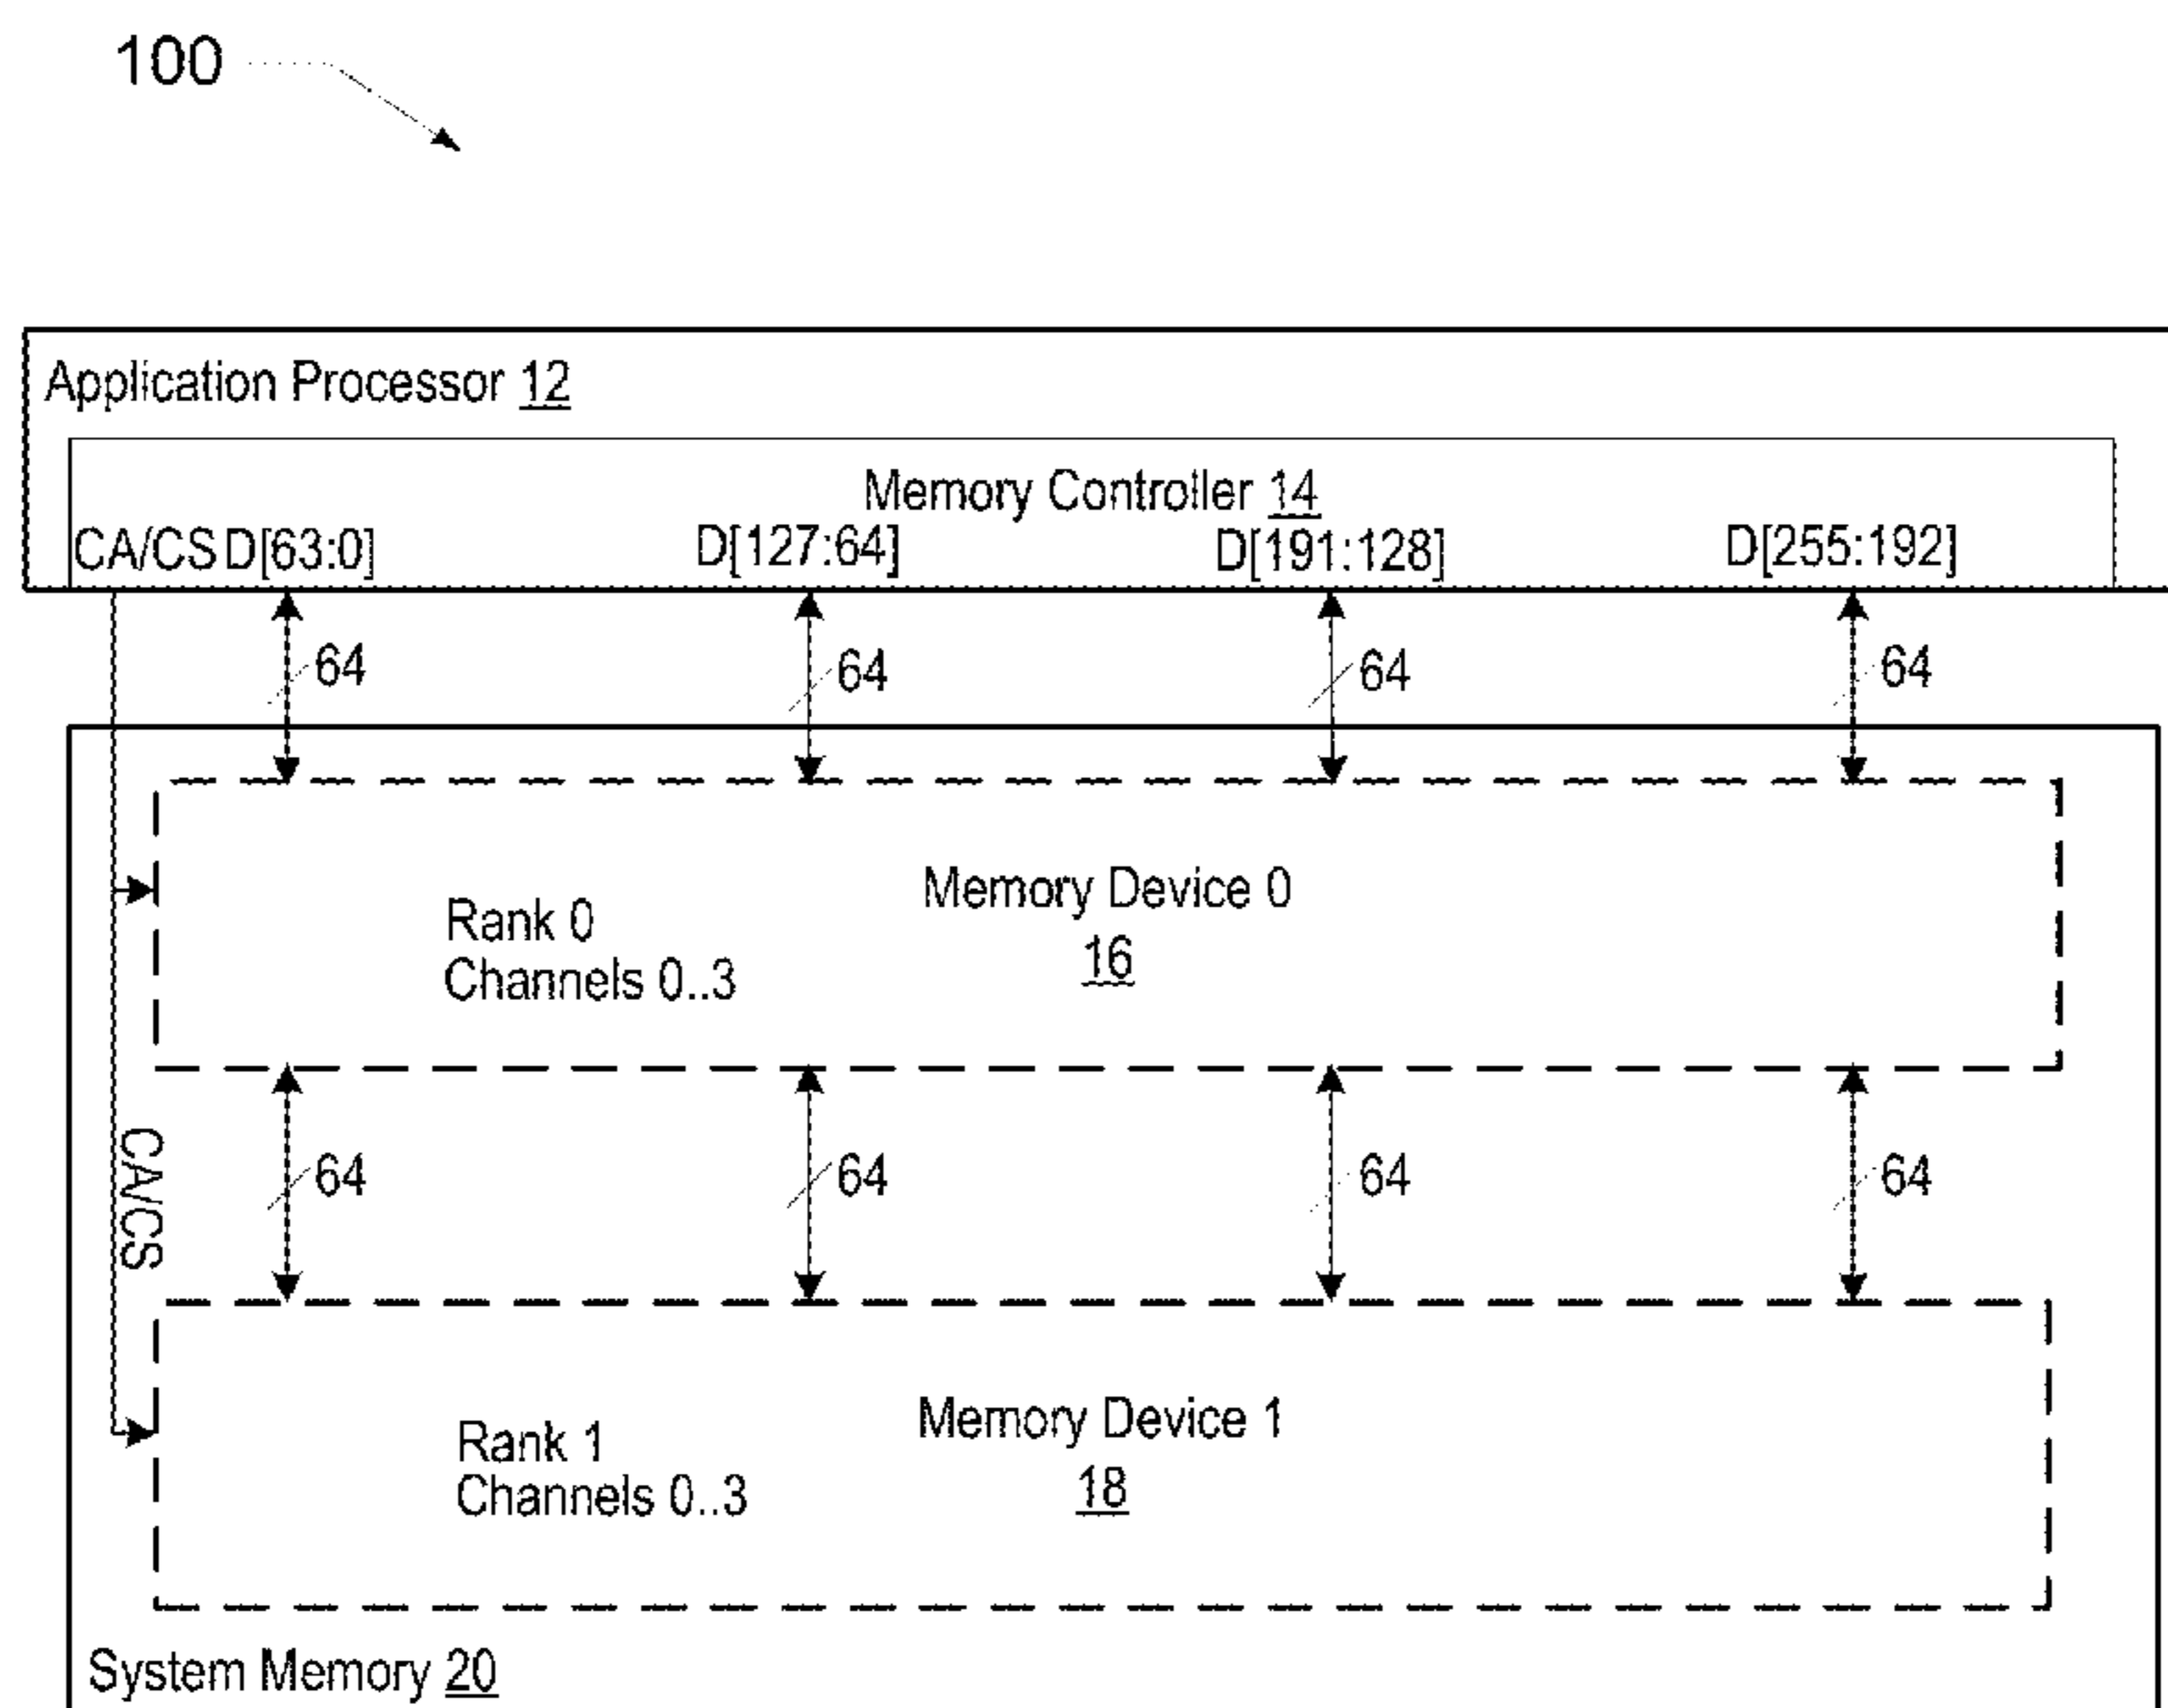 100
Application Processor 12
Memory Controller 14
CA/CS D[63:0] D[127:64] D[191:128] D[255:192]
64 64 64 64
Memory Device 0
Rank 0
16
Channels 0..3
CA/CS
64 64 64 64
Memory Device 1
Rank 1
18
Channels 0..3
System Memory 20